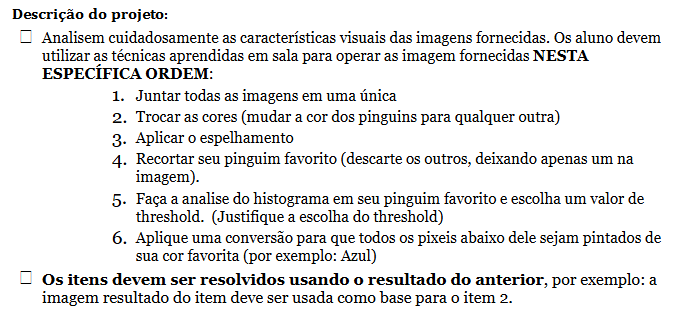 Descrição do projeto:
Analisem cuidadosamente as características visuais das imagens fornecidas. Os aluno devem
utilizar as técnicas aprendidas em sala para operar as imagem fornecidas NESTA
ESPECÍFICA ORDEM:
1. Juntar todas as imagens em uma única
2. Trocar as cores (mudar a cor dos pinguins para qualquer outra)
3. Aplicar o espelhamento
4. Recortar seu pinguim favorito (descarte os outros, deixando apenas um na
imagem).
5. Faça a analise do histograma em seu pinguim favorito e escolha um valor de
threshold. (Justifique a escolha do threshold)
6. Aplique uma conversão para que todos os pixeis abaixo dele sejam pintados de
sua cor favorita (por exemplo: Azul)
Os itens devem ser resolvidos usando o resultado do anterior, por exemplo: a
imagem resultado do item deve ser usada como base para o item 2.